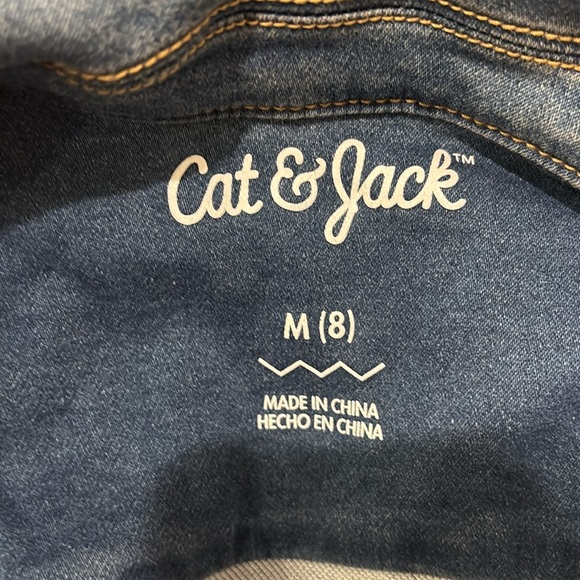 Cat & Jack™
M (8)
MADE IN CHINA
HECHO EN CHINA